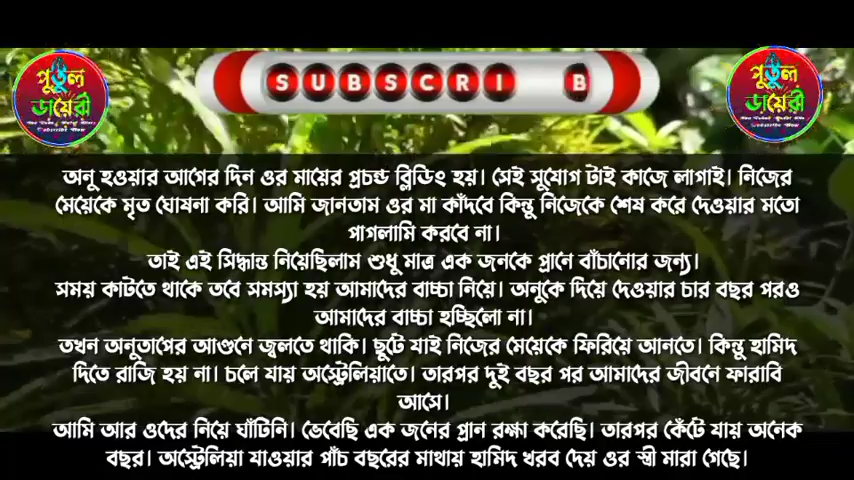 পুতুল
ডায়েরী
SUBSCRI B
পুতুল
ডায়েরী
অনু হওয়ার আগের দিন ওর মায়ের প্রচন্ড ব্লিডিং হয়। সেই সুযোগ টাই কাজে লাগাই। নিজের
মেয়েকে মৃত ঘোষনা করি। আমি জানতাম ওর মা কাঁদবে কিন্তু নিজেকে শেষ করে দেওয়ার মতো
পাগলামি করবে না।
তাই এই সিদ্ধান্ত নিয়েছিলাম শুধু মাত্র এক জনকে প্রানে বাঁচানোর জন্য।
সময় কাটতে থাকে তবে সমস্যা হয় আমাদের বাচ্চা নিয়ে। অনুকে দিয়ে দেওয়ার চার বছর পরও
আমাদের বাচ্চা হচ্ছিলো না।
তখন অনুতাপের আগুনে জ্বলতে থাকি। ছুটে যাই নিজের মেয়েকে ফিরিয়ে আনতে। কিন্তু হামিদ
দিতে রাজি হয় না। চলে যায় অস্ট্রেলিয়াতে। তারপর দুই বছর পর আমাদের জীবনে ফারাবি
আসে।
আমি আর ওদের নিয়ে ঘাঁটিনি। ভেবেছি এক জনের প্রান রক্ষা করেছি। তারপর কেঁটে যায় অনেক
বছর। অস্ট্রেলিয়া যাওয়ার পাঁচ বছরের মাথায় হামিদ খরব দেয় ওর স্ত্রী মারা গেছে।